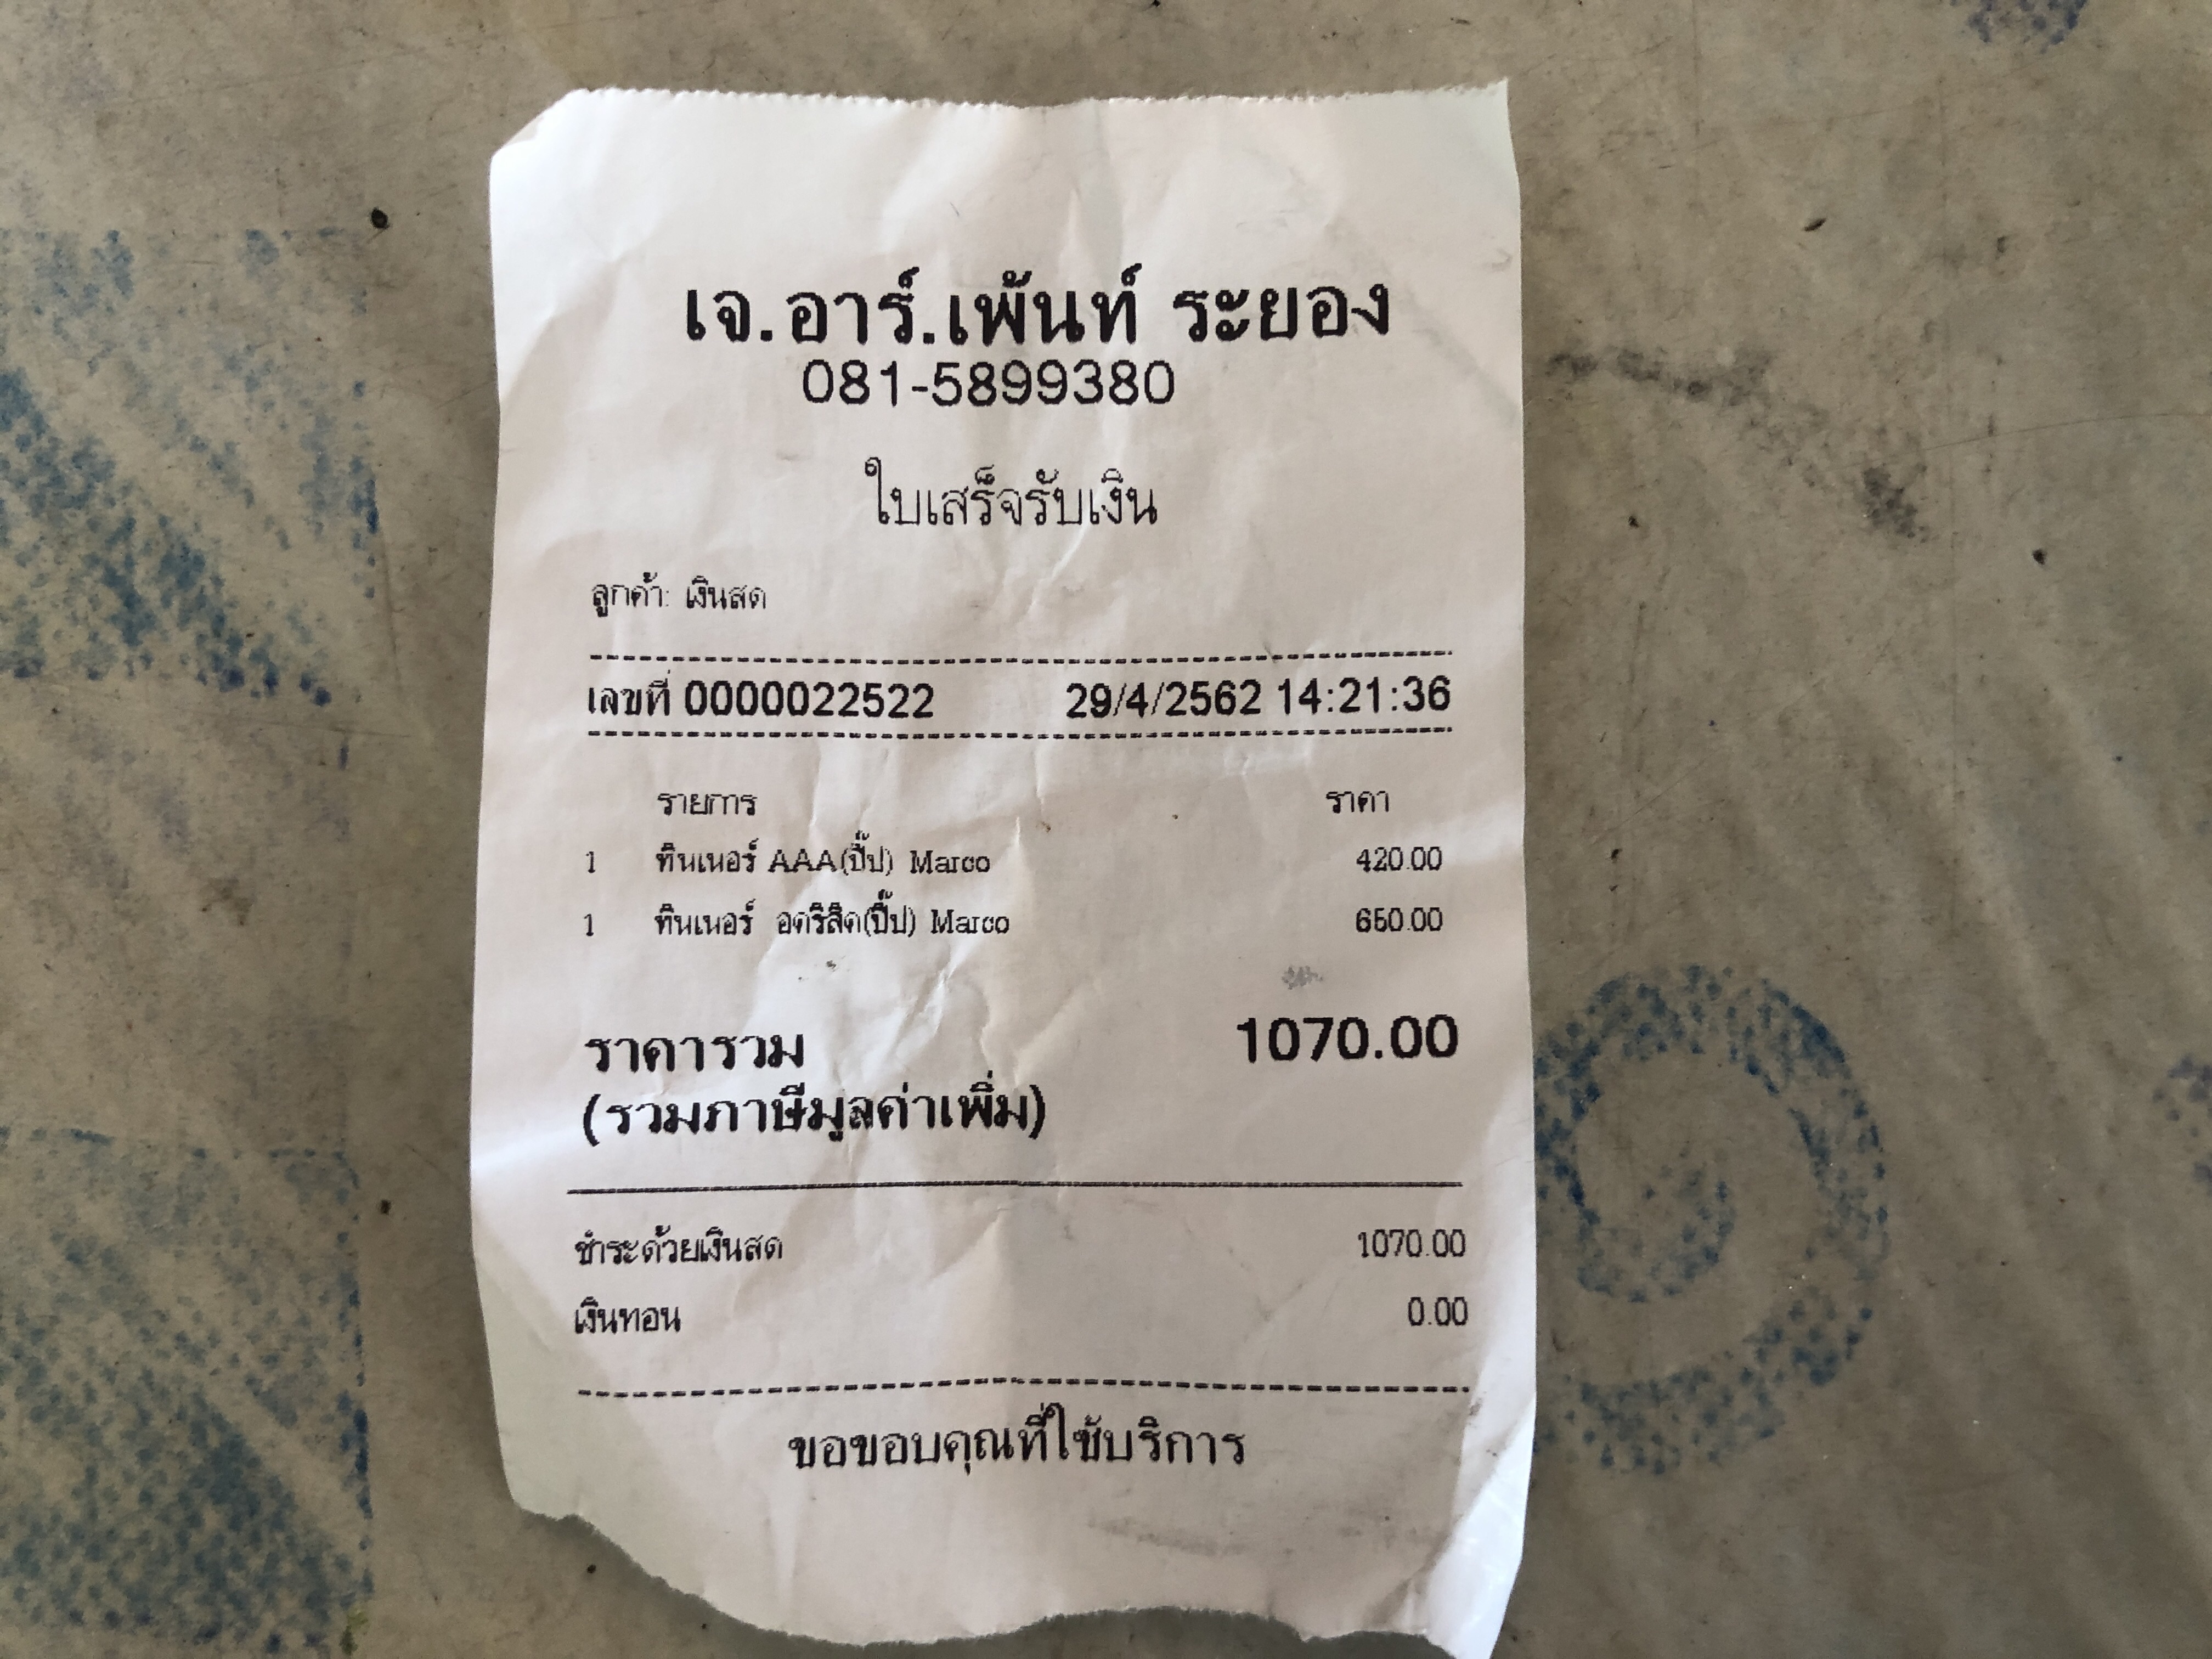 เจ.อาร์.เพ้นท์ ระยอง
081-5899380
ใบเสร็จรับเงิน
ลูกค้า: เงินสด
เลขที่ 0000022522 29/4/2562 14:21:36
รายการ ราคา
1 ทินเนอร์ AAA(ปี๊ป) Marco 420.00
1 ทินเนอร์ อดริสิด(ปี๊ป) Marco 650.00
ราคารวม 1070.00
(รวมภาษีมูลค่าเพิ่ม)
ชำระด้วยเงินสด 1070.00
เงินทอน 0.00
ขอขอบคุณที่ใช้บริการ